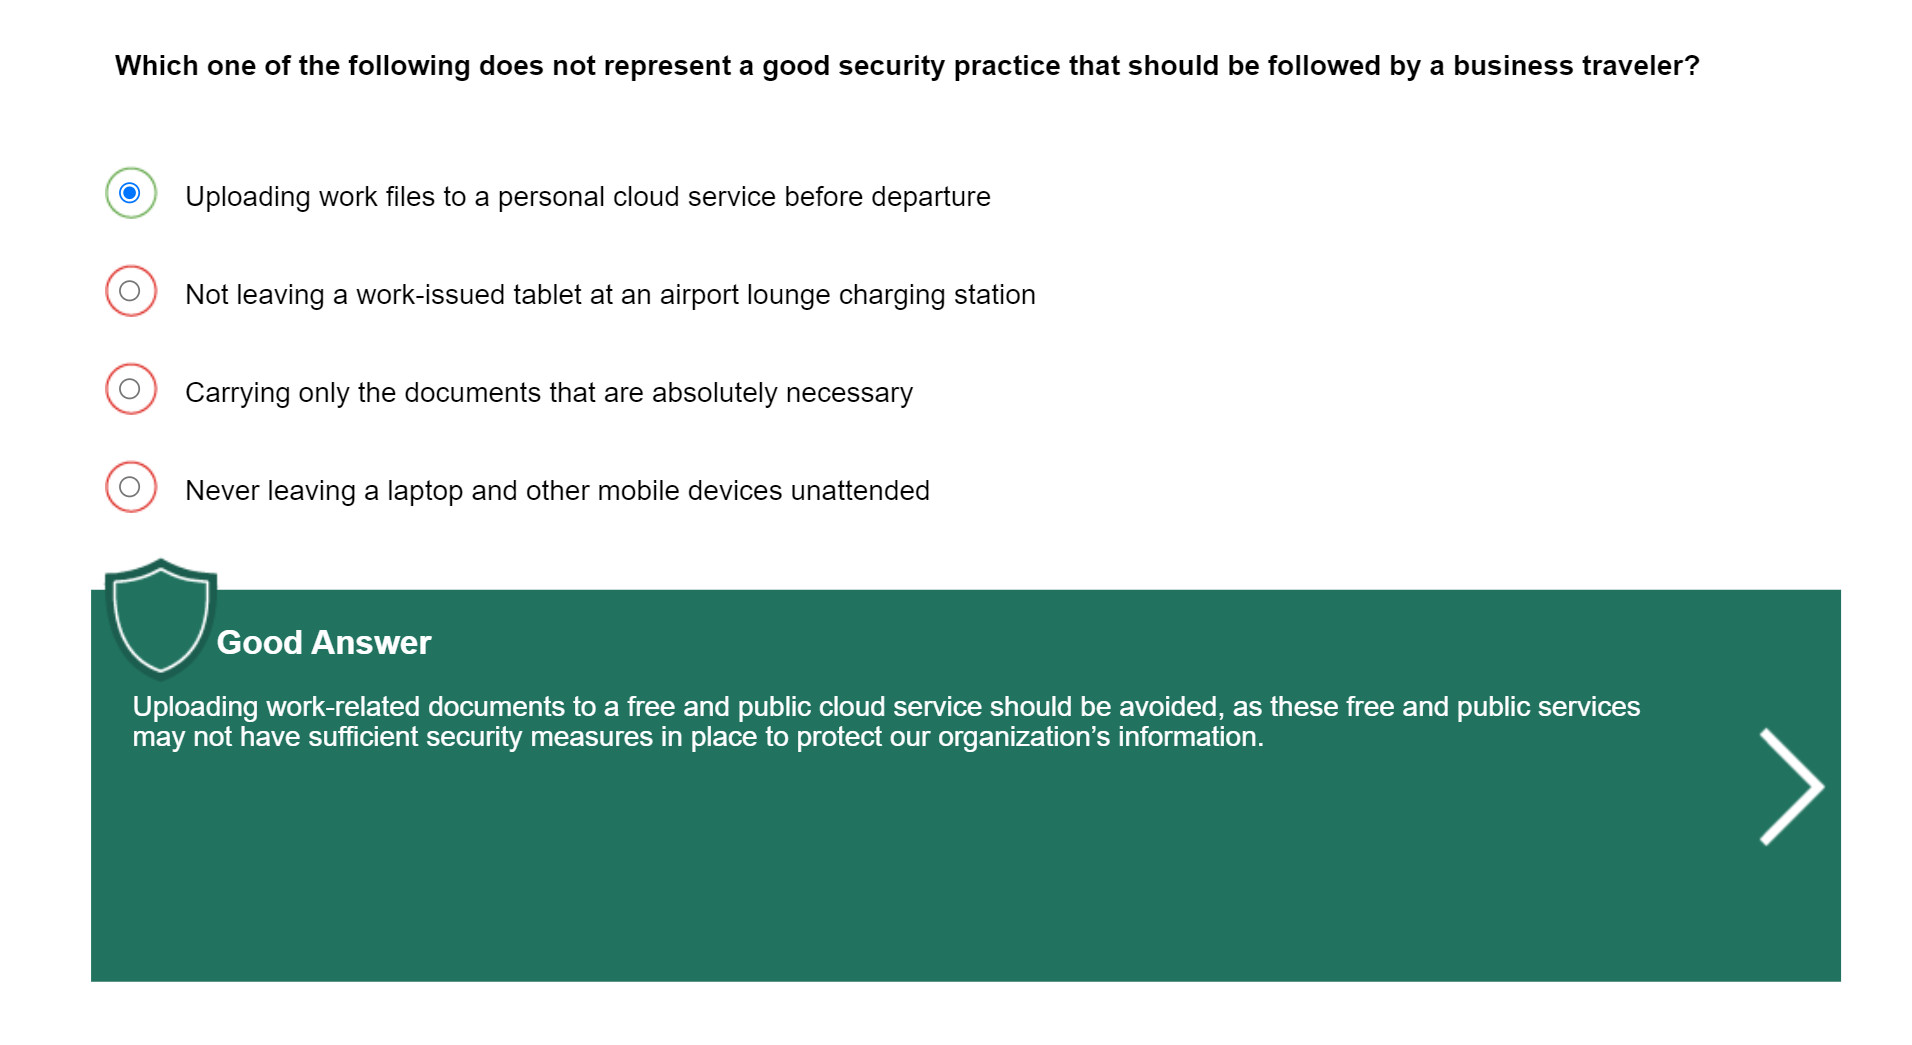 Which one of the following does not represent a good security practice that should be followed by a business traveler?
Uploading work files to a personal cloud service before departure
Not leaving a work-issued tablet at an airport lounge charging station
Carrying only the documents that are absolutely necessary
Never leaving a laptop and other mobile devices unattended
Good Answer
Uploading work-related documents to a free and public cloud service should be avoided, as these free and public services
may not have sufficient security measures in place to protect our organization’s information.